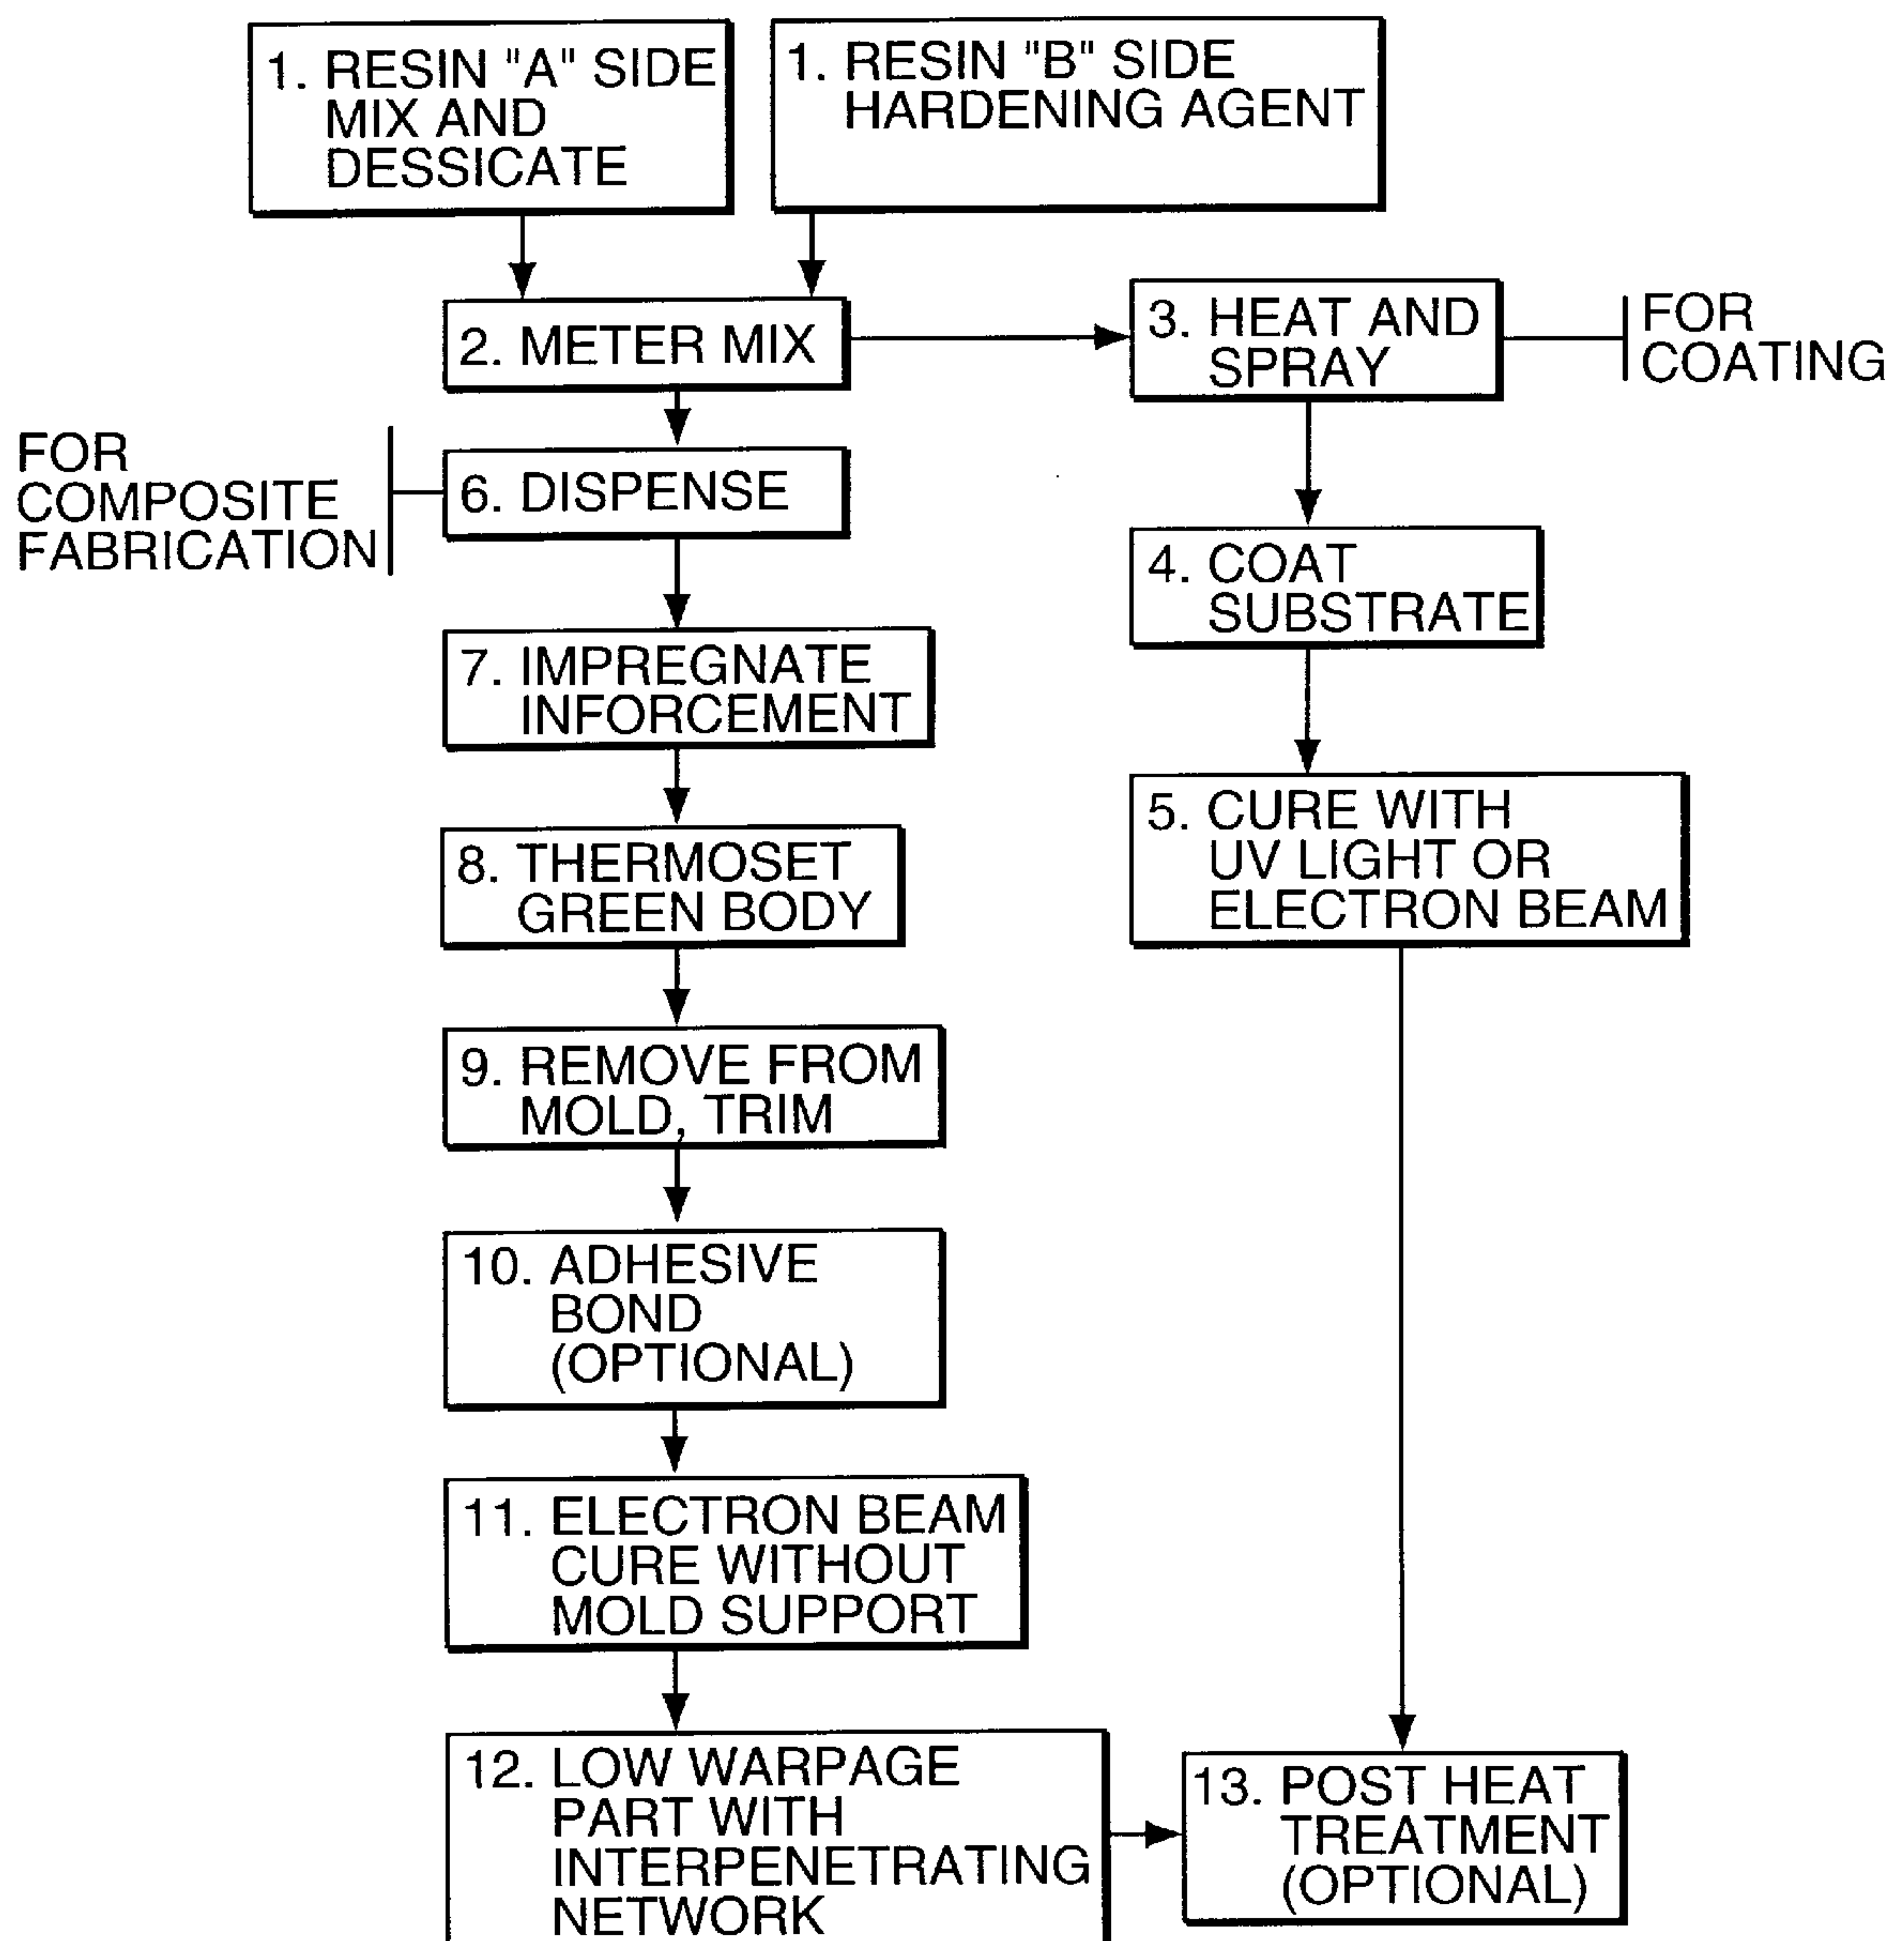 1. RESIN "A" SIDE
MIX AND
DESSICATE
1. RESIN "B" SIDE
HARDENING AGENT
2. METER MIX
3. HEAT AND
SPRAY
FOR
COATING
FOR
COMPOSITE
FABRICATION
6. DISPENSE
4. COAT
SUBSTRATE
7. IMPREGNATE
INFORCEMENT
5. CURE WITH
UV LIGHT OR
ELECTRON BEAM
8. THERMOSET
GREEN BODY
9. REMOVE FROM
MOLD, TRIM
10. ADHESIVE
BOND
(OPTIONAL)
11. ELECTRON BEAM
CURE WITHOUT
MOLD SUPPORT
12. LOW WARPAGE
PART WITH
INTERPENETRATING
NETWORK
13. POST HEAT
TREATMENT
(OPTIONAL)